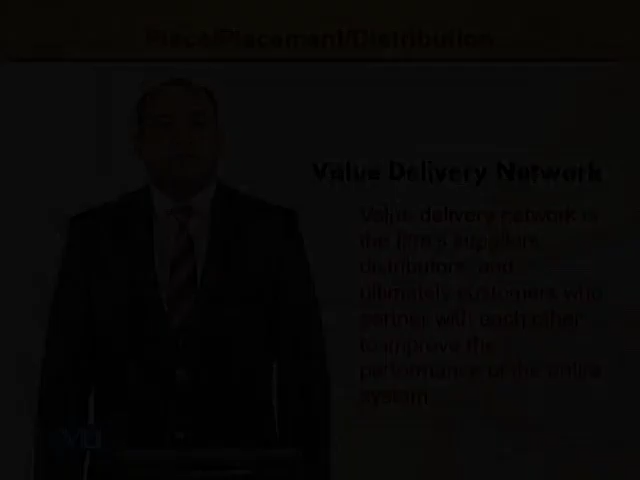 Place/Placement/Distribution
Value Delivery Network
Value delivery network is
the firm's suppliers
distributors, and
ultimately customers who
partner with each other
to improve the
performance of the entire
system